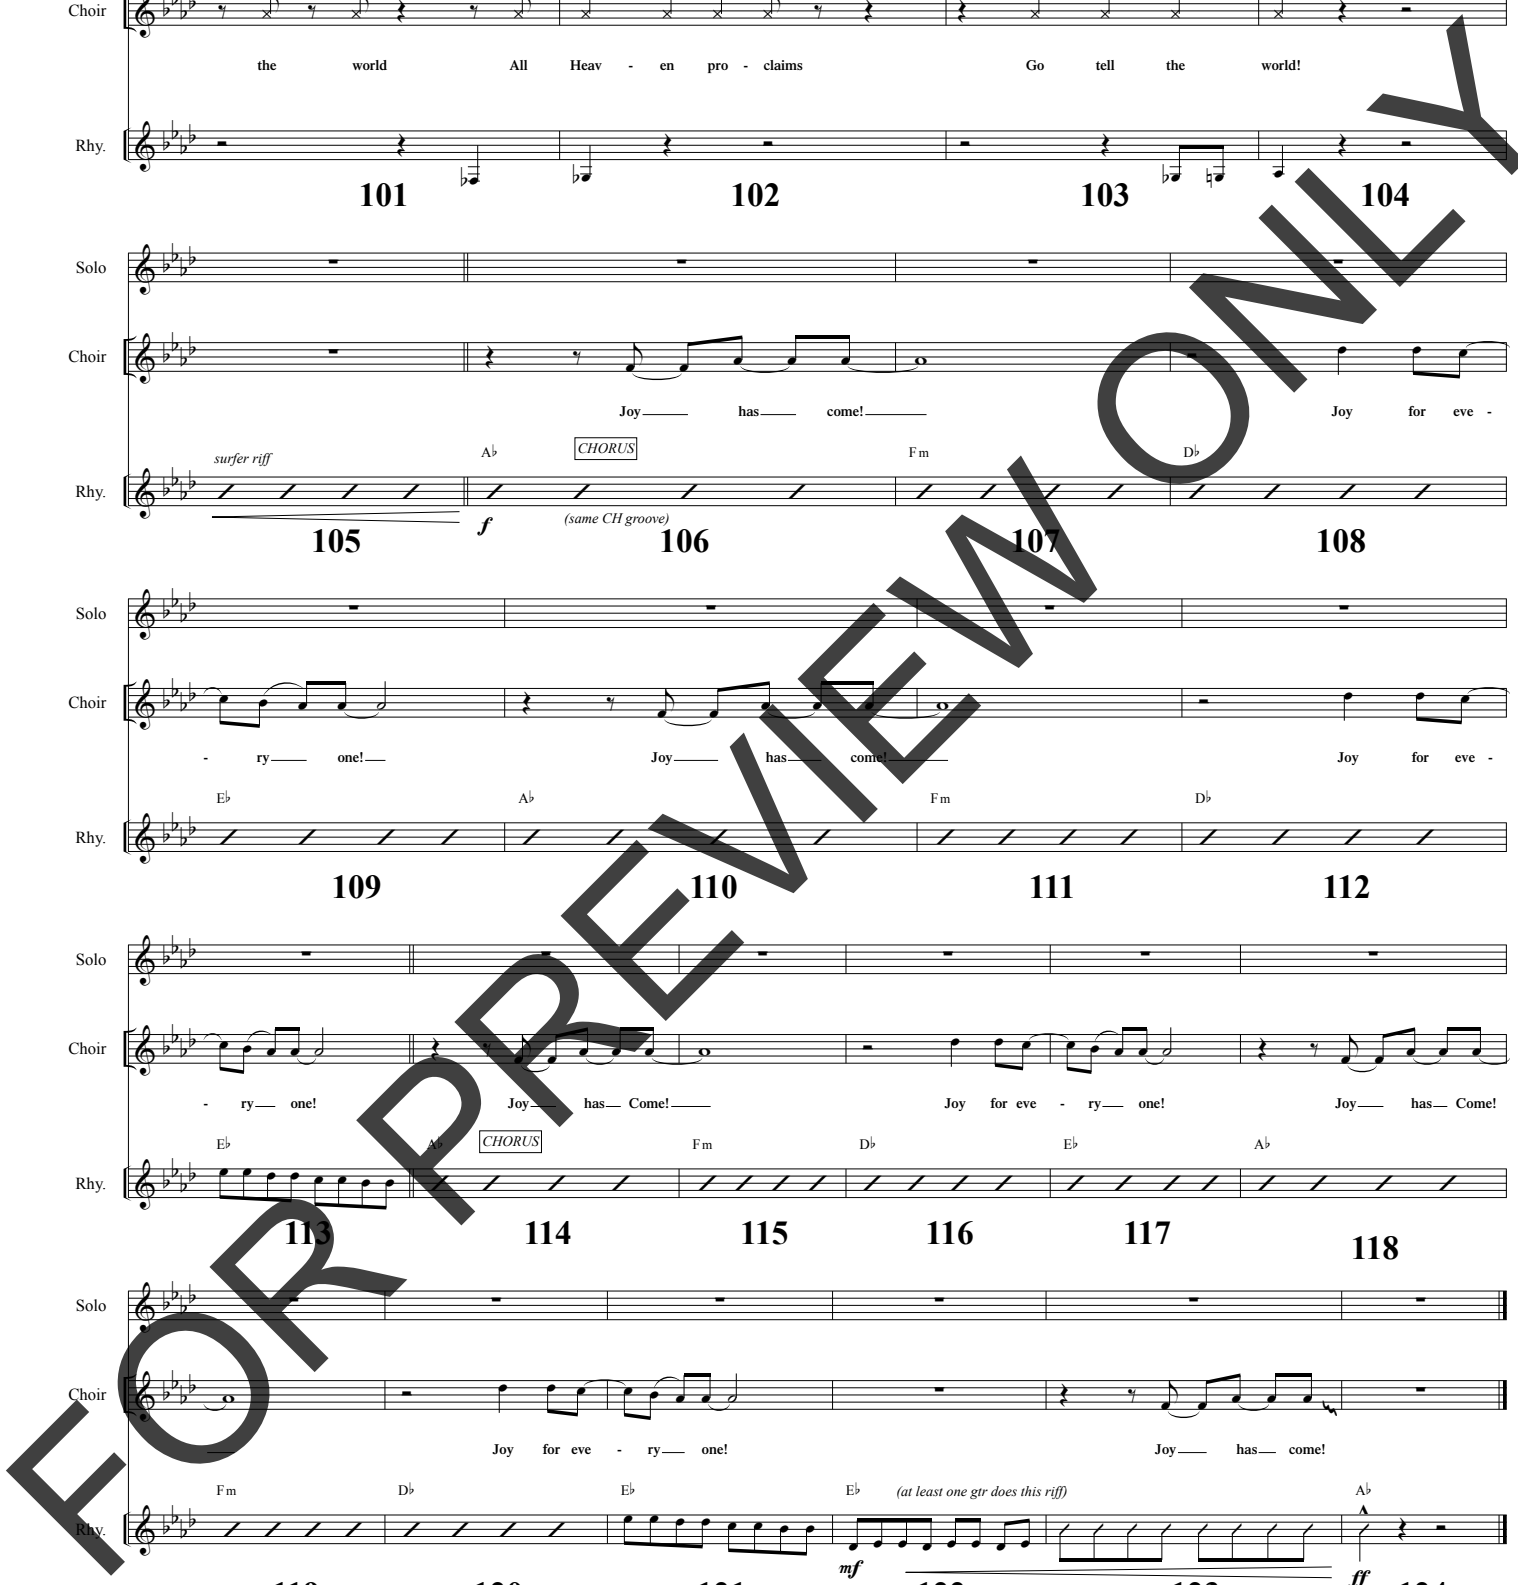 Choir
the world All Heav - en pro - claims Go tell the world!
Rhy.
101 102 103 104
Solo
Choir
Joy has come! Joy for eve -
surfer riff A♭ CHORUS Fm D♭
Rhy.
f (same CH groove)
105 106 107 108
Solo
Choir
- ry one! Joy has come! Joy for eve -
E♭ A♭ Fm D♭
Rhy.
109 110 111 112
Solo
Choir
- ry one! Joy has Come! Joy for eve - ry one! Joy has Come!
E♭ A♭ CHORUS Fm D♭ E♭ A♭
Rhy.
113 114 115 116 117 118
Solo
Choir
Joy for eve - ry one! Joy has come!
Fm D♭ E♭ E♭ (at least one gtr does this riff) A♭
Rhy.
mf ff
FOR PREVIEW ONLY